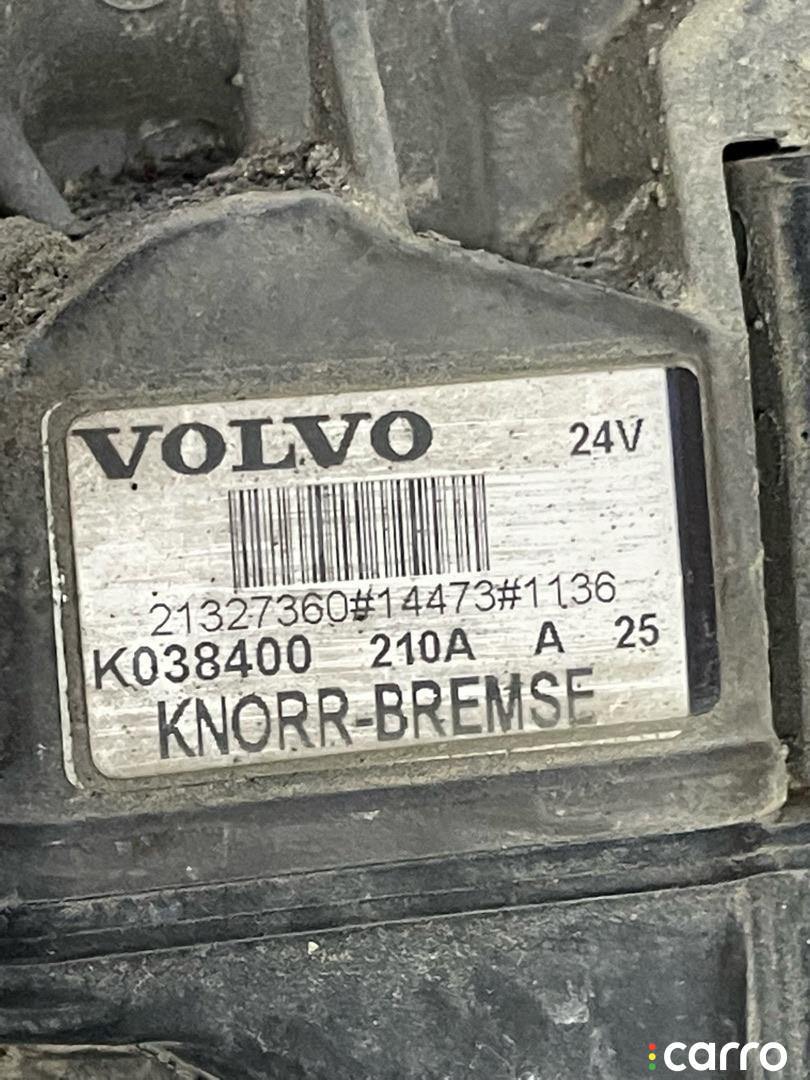 VOLVO 24V
21327360#14473#1136
K038400 210A A 25
KNORR-BREMSE
carro